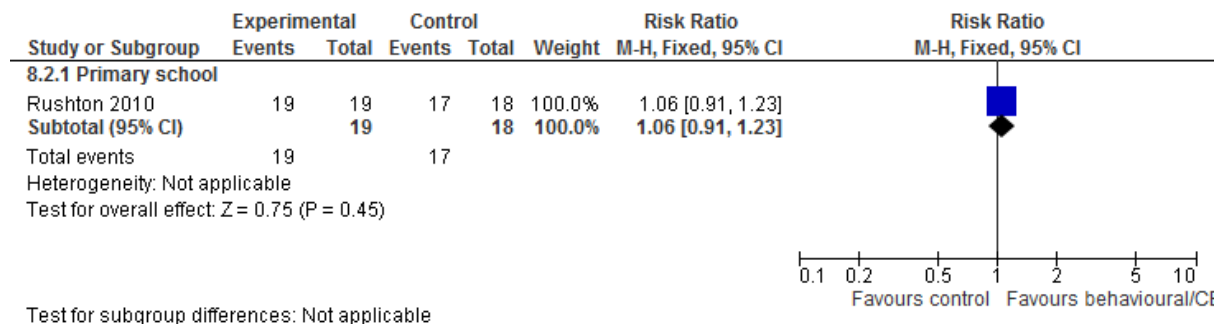 Experimental Control Risk Ratio Risk Ratio
Study or Subgroup Events Total Events Total Weight M-H, Fixed, 95% CI M-H, Fixed, 95% CI
8.2.1 Primary school
Rushton 2010 19 19 17 18 100.0% 1.06 [0.91, 1.23]
Subtotal (95% CI) 19 18 100.0% 1.06 [0.91, 1.23]
Total events 19 17
Heterogeneity: Not applicable
Test for overall effect: Z = 0.75 (P = 0.45)
0.1 0.2 0.5 1 2 5 10
Favours control Favours behavioural/CB
Test for subgroup differences: Not applicable